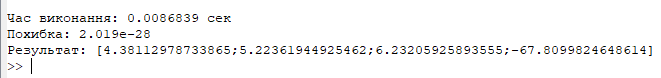 Час виконання: 0.0086839 сек
Похибка: 2.019e-28
Результат: [4.38112978733865;5.22361944925462;6.23205925893555;-67.8099824648614]
>>